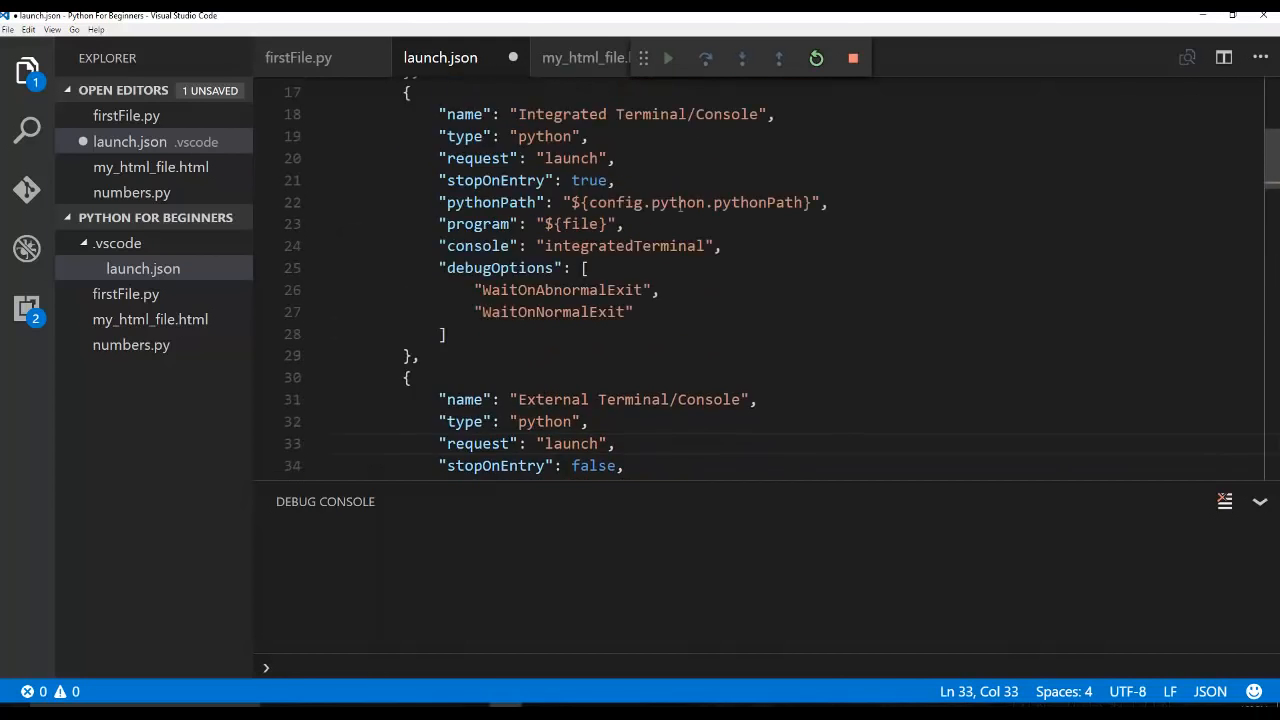 ● launch.json - Python For Beginners - Visual Studio Code
File Edit View Go Help
EXPLORER
OPEN EDITORS 1 UNSAVED
firstFile.py
launch.json .vscode
my_html_file.html
numbers.py
PYTHON FOR BEGINNERS
.vscode
launch.json
firstFile.py
my_html_file.html
numbers.py
1
2
firstFile.py launch.json my_html_file.
17 {
18 "name": "Integrated Terminal/Console",
19 "type": "python",
20 "request": "launch",
21 "stopOnEntry": true,
22 "pythonPath": "${config.python.pythonPath}",
23 "program": "${file}",
24 "console": "integratedTerminal",
25 "debugOptions": [
26 "WaitOnAbnormalExit",
27 "WaitOnNormalExit"
28 ]
29 },
30 {
31 "name": "External Terminal/Console",
32 "type": "python",
33 "request": "launch",
34 "stopOnEntry": false,
DEBUG CONSOLE
0 0
Ln 33, Col 33 Spaces: 4 UTF-8 LF JSON